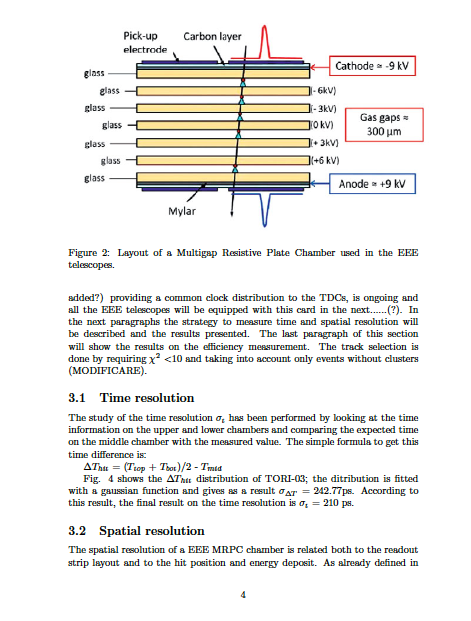 Pick-up
electrode
Carbon layer
Cathode ≈ -9 kV
glass
glass
(- 6kV)
glass
(- 3kV)
glass
(0 kV)
Gas gaps ≈
300 µm
glass
(+ 3kV)
glass
(+6 kV)
glass
Anode ≈ +9 kV
Mylar
Figure 2: Layout of a Multigap Resistive Plate Chamber used in the EEE
telescopes.
added?) providing a common clock distribution to the TDCs, is ongoing and
all the EEE telescopes will be equipped with this card in the next......(?). In
the next paragraphs the strategy to measure time and spatial resolution will
be described and the results presented. The last paragraph of this section
will show the results on the efficiency measurement. The track selection is
done by requiring χ² <10 and taking into account only events without clusters
(MODIFICARE).
3.1 Time resolution
The study of the time resolution σt has been performed by looking at the time
information on the upper and lower chambers and comparing the expected time
on the middle chamber with the measured value. The simple formula to get this
time difference is:
ΔThit = (Ttop + Tbot)/2 - Tmid
Fig. 4 shows the ΔThit distribution of TORI-03; the ditribution is fitted
with a gaussian function and gives as a result σΔT = 242.77ps. According to
this result, the final result on the time resolution is σt = 210 ps.
3.2 Spatial resolution
The spatial resolution of a EEE MRPC chamber is related both to the readout
strip layout and to the hit position and energy deposit. As already defined in
4